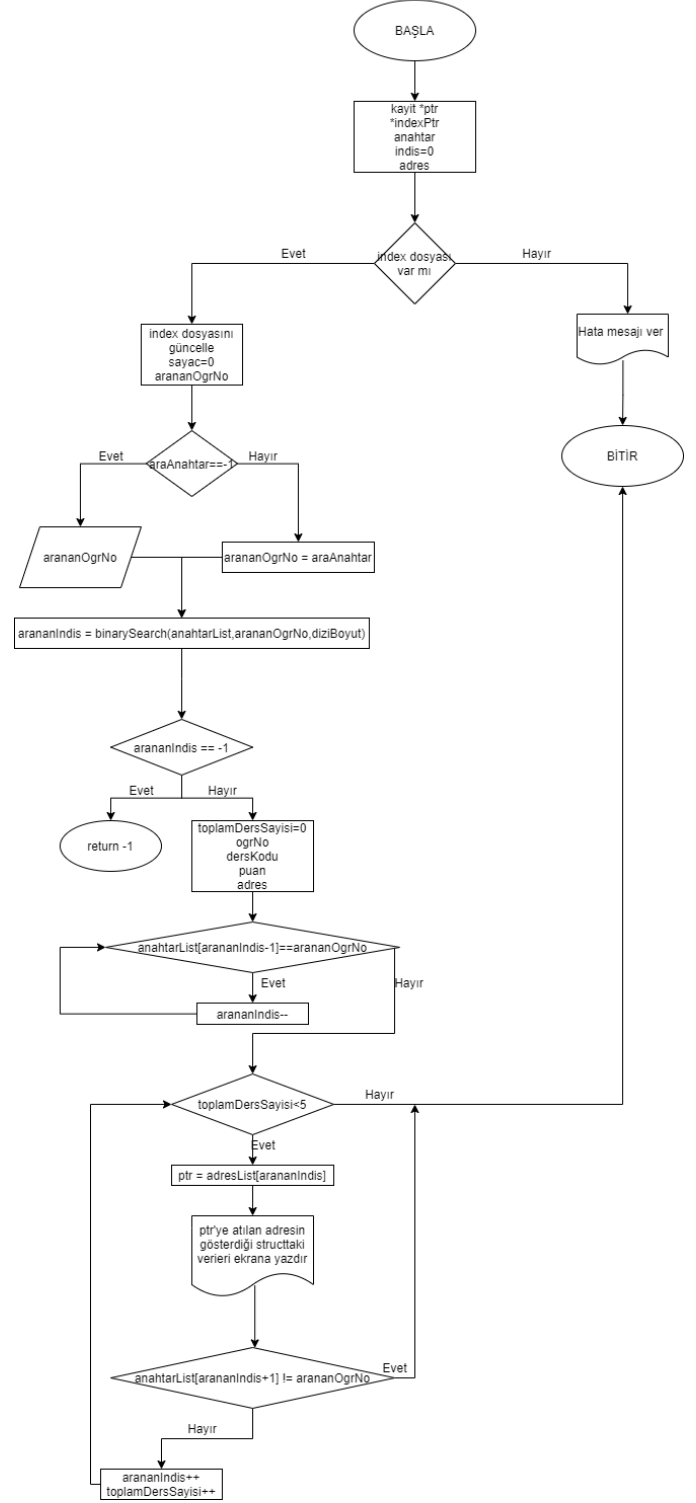 BAŞLA
kayit *ptr
*indexPtr
anahtar
indis=0
adres
index dosyası
var mı
Evet
Hayır
index dosyasını
güncelle
sayac=0
arananOgrNo
Hata mesajı ver
BİTİR
araAnahtar==-1
Evet
Hayır
arananOgrNo
arananOgrNo = araAnahtar
arananIndis = binarySearch(anahtarList,arananOgrNo,diziBoyut)
arananIndis == -1
Evet
Hayır
return -1
toplamDersSayisi=0
ogrNo
dersKodu
puan
adres
anahtarList[arananIndis-1]==arananOgrNo
Evet
Hayır
arananIndis--
toplamDersSayisi<5
Hayır
Evet
ptr = adresList[arananIndis]
ptr'ye atılan adresin
gösterdiği structtaki
verieri ekrana yazdır
anahtarList[arananIndis+1] != arananOgrNo
Evet
Hayır
arananIndis++
toplamDersSayisi++